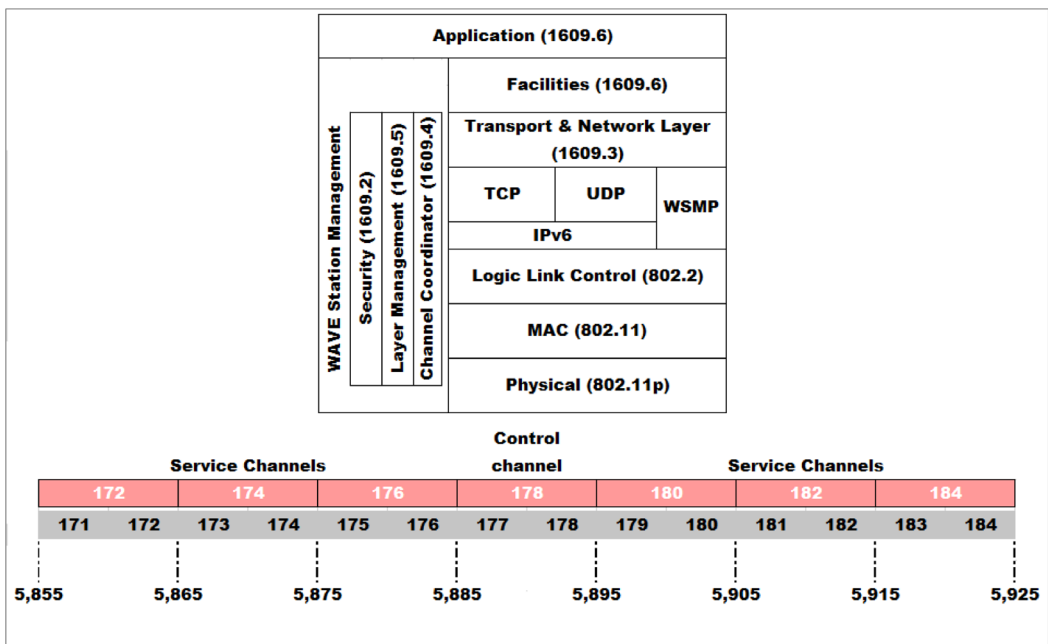 Application (1609.6)
WAVE Station Management
Security (1609.2)
Layer Management (1609.5)
Channel Coordinator (1609.4)
Facilities (1609.6)
Transport & Network Layer
(1609.3)
TCP
UDP
WSMP
IPv6
Logic Link Control (802.2)
MAC (802.11)
Physical (802.11p)
Service Channels
Control
channel
Service Channels
172 174 176 178 180 182 184
171 172 173 174 175 176 177 178 179 180 181 182 183 184
5,855 5,865 5,875 5,885 5,895 5,905 5,915 5,925